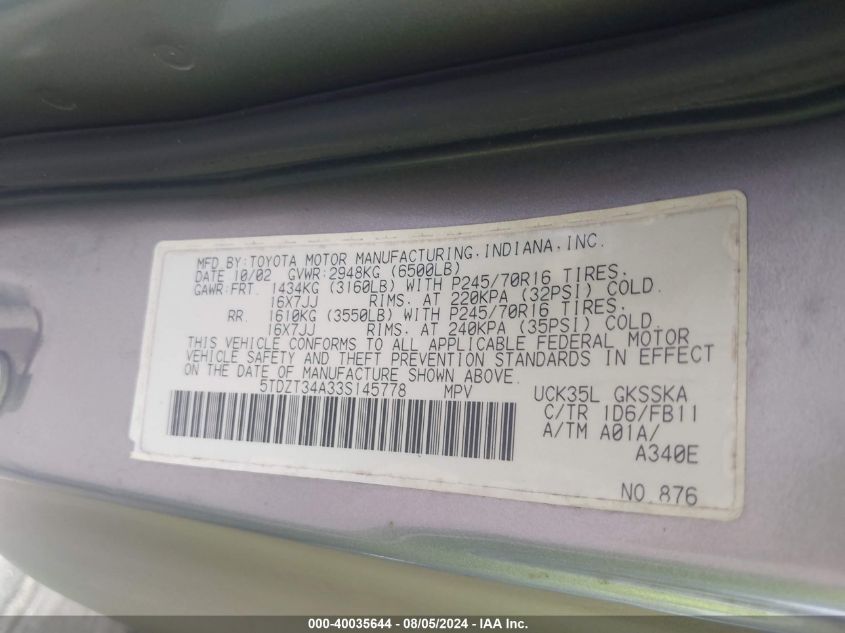 MFD BY: TOYOTA MOTOR MANUFACTURING, INDIANA, INC.
DATE 10/02 GVWR: 2948KG (6500LB)
GAWR: FRT. 1434KG (3160LB) WITH P245/70R16 TIRES,
16X7JJ RIMS. AT 220KPA (32PSI) COLD.
RR. 1610KG (3550LB) WITH P245/70R16 TIRES,
16X7JJ RIMS. AT 240KPA (35PSI) COLD.
THIS VEHICLE CONFORMS TO ALL APPLICABLE FEDERAL MOTOR
VEHICLE SAFETY AND THEFT PREVENTION STANDARDS IN EFFECT
ON THE DATE OF MANUFACTURE SHOWN ABOVE.
5TDZT34A33S145778 MPV UCK35L GKSSKA
C/TR 1D6/FB11
A/TM A01A/
A340E
NO. 876
000-40035644 - 08/05/2024 - IAA Inc.